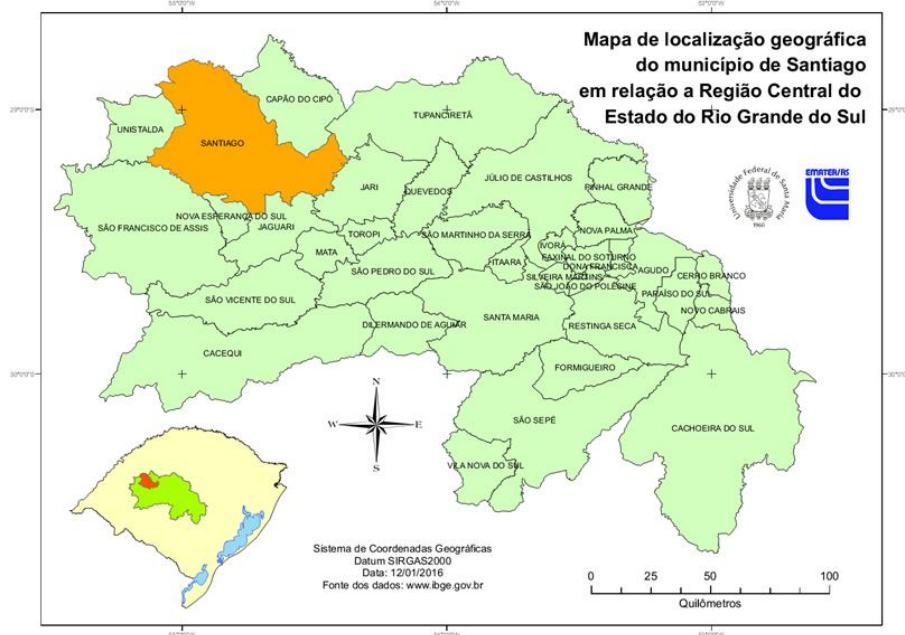 Mapa de localização geográfica
do município de Santiago
em relação a Região Central do
Estado do Rio Grande do Sul
CAPÃO DO CIPÓ
TUPANCIRETÃ
UNISTALDA
SANTIAGO
JÚLIO DE CASTILHOS
JARI
QUEVEDOS
PINHAL GRANDE
Universidade Federal de Santa Maria
1960
EMATER/RS
NOVA ESPERANÇA DO SUL
SÃO FRANCISCO DE ASSIS
JAGUARI
TOROPI
SÃO MARTINHO DA SERRA
NOVA PALMA
MATA
IVORÁ
FAXINAL DO SOTURNO
ITAARA
DONA FRANCISCA
AGUDO
SÃO PEDRO DO SUL
SILVEIRA MARTINS
CERRO BRANCO
SÃO JOÃO DO POLÊSINE
PARAÍSO DO SUL
SÃO VICENTE DO SUL
NOVO CABRAIS
SANTA MARIA
DILERMANDO DE AGUIAR
RESTINGA SECA
CACEQUI
FORMIGUEIRO
N
W
E
S
SÃO SEPÉ
CACHOEIRA DO SUL
VILA NOVA DO SUL
Sistema de Coordenadas Geográficas
Datum SIRGAS2000
Data: 12/01/2016
Fonte dos dados: www.ibge.gov.br
0 25 50 100
Quilômetros